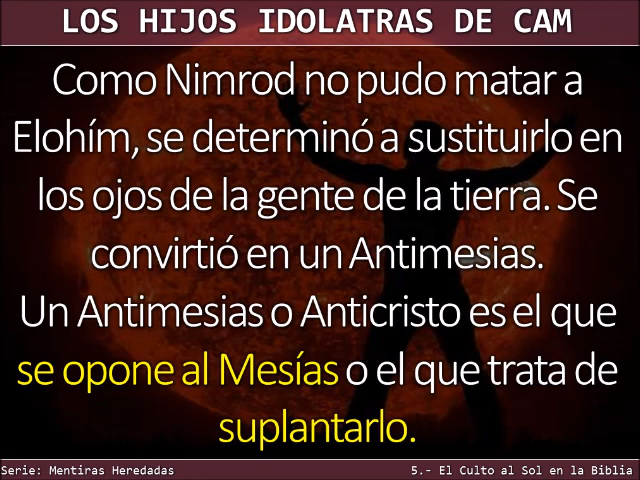 LOS HIJOS IDOLATRAS DE CAM
Como Nimrod no pudo matar a
Elohím, se determinó a sustituirlo en
los ojos de la gente de la tierra. Se
convirtió en un Antimesias.
Un Antimesias o Anticristo es el que
se opone al Mesías o el que trata de
suplantarlo.
Serie: Mentiras Heredadas
5.- El Culto al Sol en la Biblia